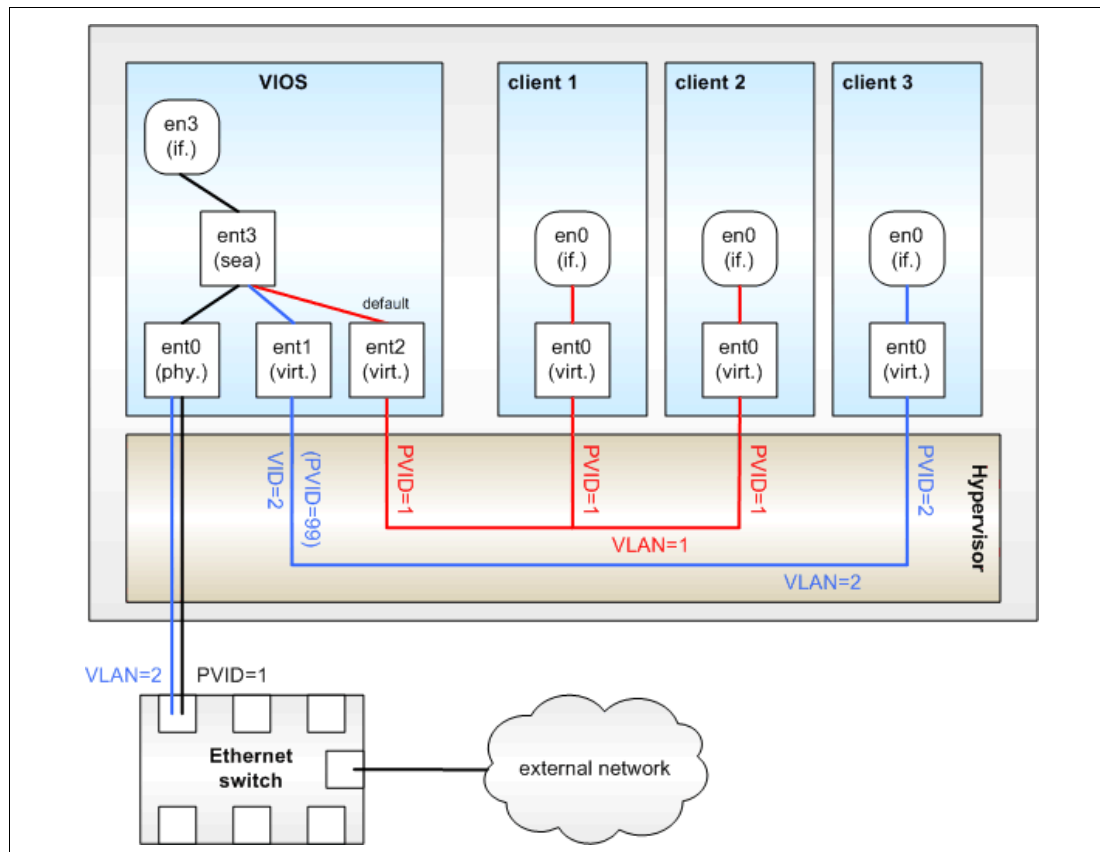 VIOS
client 1
client 2
client 3
en3
(if.)
ent3
(sea)
en0
(if.)
en0
(if.)
en0
(if.)
default
ent0
(phy.)
ent1
(virt.)
ent2
(virt.)
ent0
(virt.)
ent0
(virt.)
ent0
(virt.)
VID=2
(PVID=99)
PVID=1
PVID=1
PVID=1
PVID=2
VLAN=1
VLAN=2
Hypervisor
VLAN=2
PVID=1
Ethernet
switch
external network